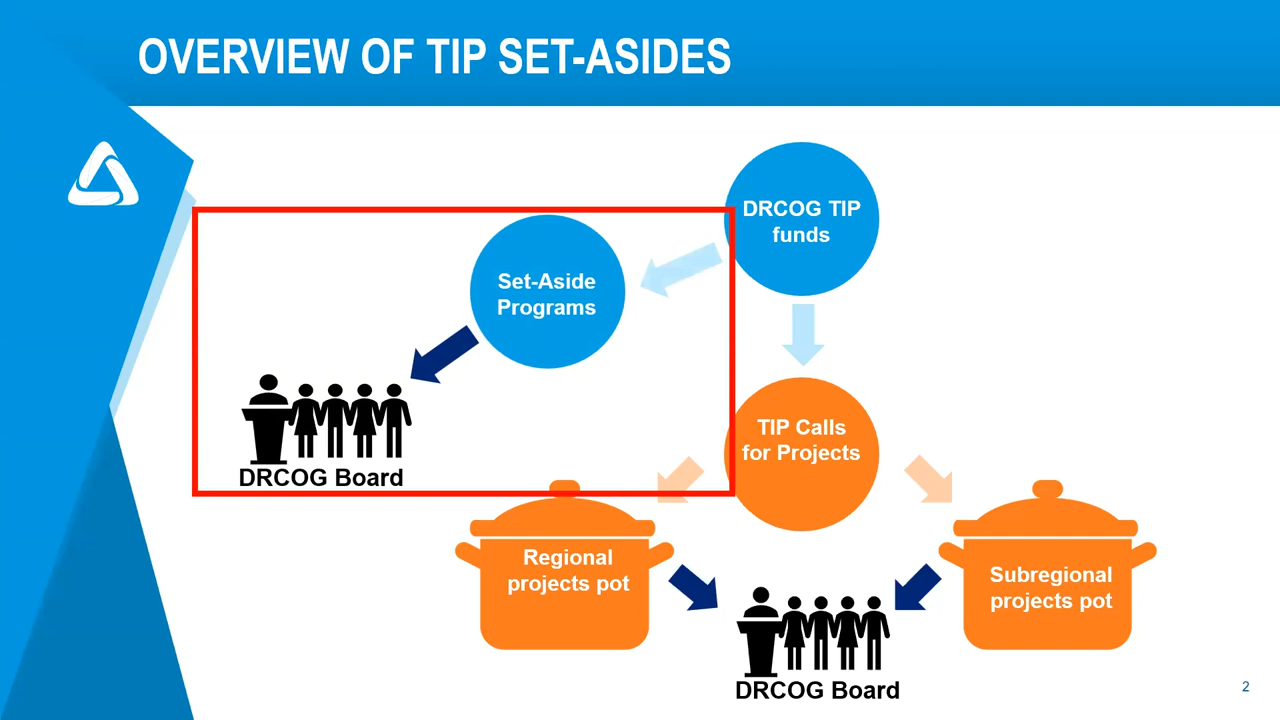 OVERVIEW OF TIP SET-ASIDES
DRCOG TIP
funds
Set-Aside
Programs
DRCOG Board
TIP Calls
for Projects
Regional
projects pot
Subregional
projects pot
DRCOG Board
2